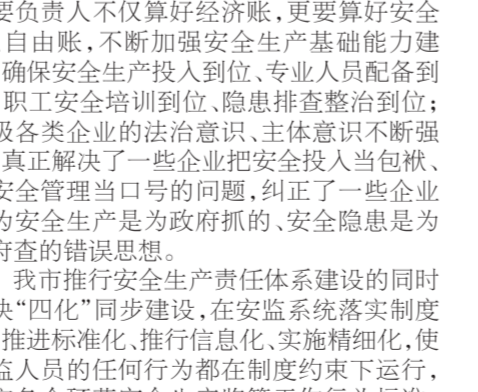 要负责人不仅算好经济账,更要算好安全
自由账,不断加强安全生产基础能力建
确保安全生产投入到位、专业人员配备到
职工安全培训到位、隐患排查整治到位;
级各类企业的法治意识、主体意识不断强
真正解决了一些企业把安全投入当包袱、
安全管理当口号的问题,纠正了一些企业
为安全生产是为政府抓的、安全隐患是为
府查的错误思想。
我市推行安全生产责任体系建设的同时
快“四化”同步建设,在安监系统落实制度
推进标准化、推行信息化、实施精细化,使
监人员的任何行为都在制度约束下运行,